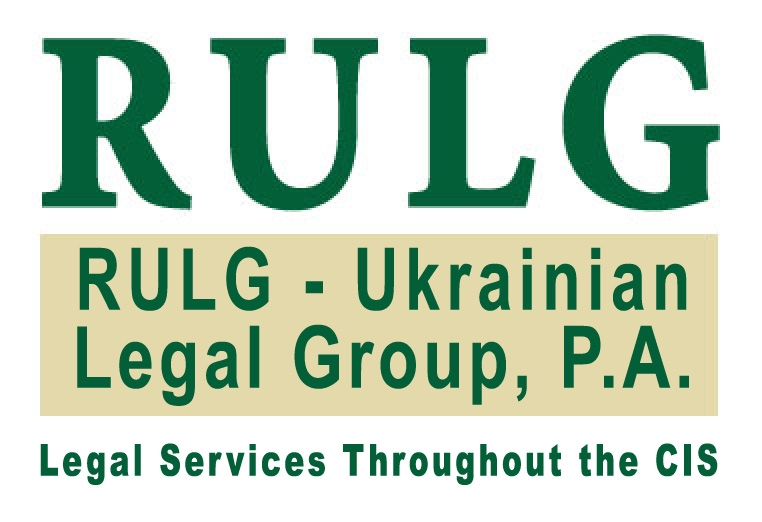 RULG
RULG - Ukrainian
Legal Group, P.A.
Legal Services Throughout the CIS